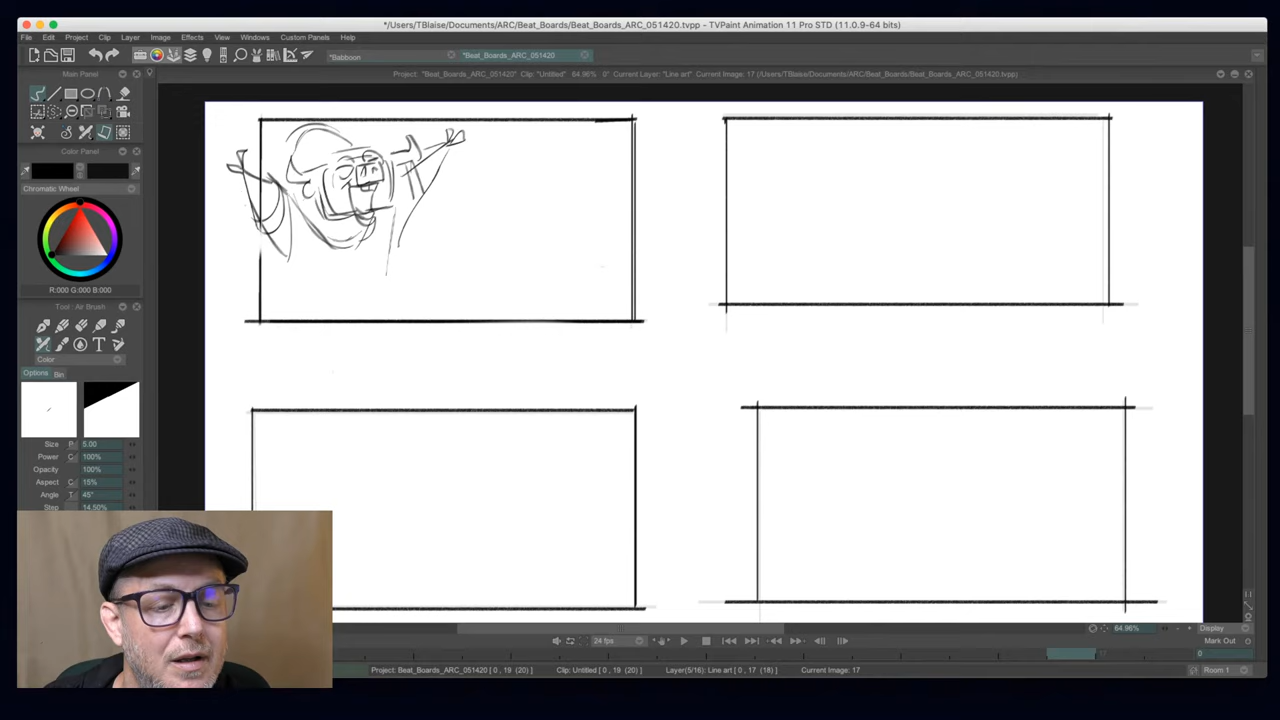 */Users/TBlaise/Documents/ARC/Beat_Boards/Beat_Boards_ARC_051420.tvpp - TVPaint Animation 11 Pro STD (11.0.9-64 bits)
File Edit View Project Clip Layer Image Effects Tools Windows Custom Panels Help
*Babboon
*Beat_Boards_ARC_051420
Project: "Beat_Boards_ARC_051420" Clip: "Untitled" 64.96% 0° Current Layer: "Line art" Current Image: 17 (/Users/TBlaise/Documents/ARC/Beat_Boards/Beat_Boards_ARC_051420.tvpp)
Main Panel
Color Panel
Chromatic Wheel
R:000 G:000 B:000
Tool : Air Brush
T
Color
Options Bin
Size P 5.00
Power C 100%
Opacity 100%
Aspect C 15%
Angle T 45°
Step 14.50%
64.96% Display
24 fps
Mark Out
17
0
Project: Beat_Boards_ARC_051420 [ 0 , 19 (20) ] Clip: Untitled [ 0 , 19 (20) ] Layer(5/16): Line art [ 0 , 17 (18) ] Current Image: 17
Room 1